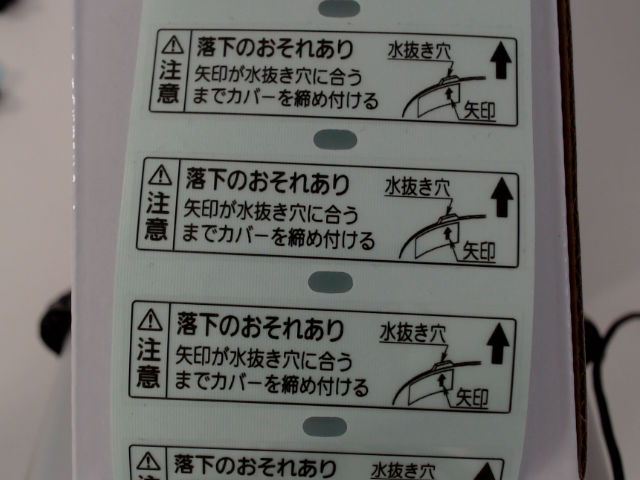 ⚠注意
落下のおそれあり
矢印が水抜き穴に合う
までカバーを締め付ける
水抜き穴
矢印
⚠注意
落下のおそれあり
矢印が水抜き穴に合う
までカバーを締め付ける
水抜き穴
矢印
⚠注意
落下のおそれあり
矢印が水抜き穴に合う
までカバーを締め付ける
水抜き穴
矢印
⚠注
落下のおそれあり
水抜き穴